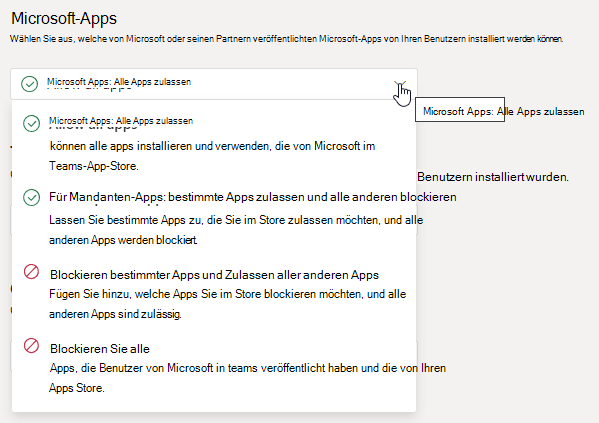 Microsoft-Apps
Wählen Sie aus, welche von Microsoft oder seinen Partnern veröffentlichten Microsoft-Apps von Ihren Benutzern installiert werden können.
Microsoft Apps: Alle Apps zulassen
Microsoft Apps: Alle Apps zulassen
Microsoft Apps: Alle Apps zulassen
Allow all apps
können alle apps installieren und verwenden, die von Microsoft im
Teams-App-Store.
Benutzern installiert wurden.
Für Mandanten-Apps: bestimmte Apps zulassen und alle anderen blockieren
Lassen Sie bestimmte Apps zu, die Sie im Store zulassen möchten, und alle
anderen Apps werden blockiert.
Blockieren bestimmter Apps und Zulassen aller anderen Apps
Fügen Sie hinzu, welche Apps Sie im Store blockieren möchten, und alle
anderen Apps sind zulässig.
Blockieren Sie alle
Apps, die Benutzer von Microsoft in teams veröffentlicht haben und die von Ihren
Apps Store.